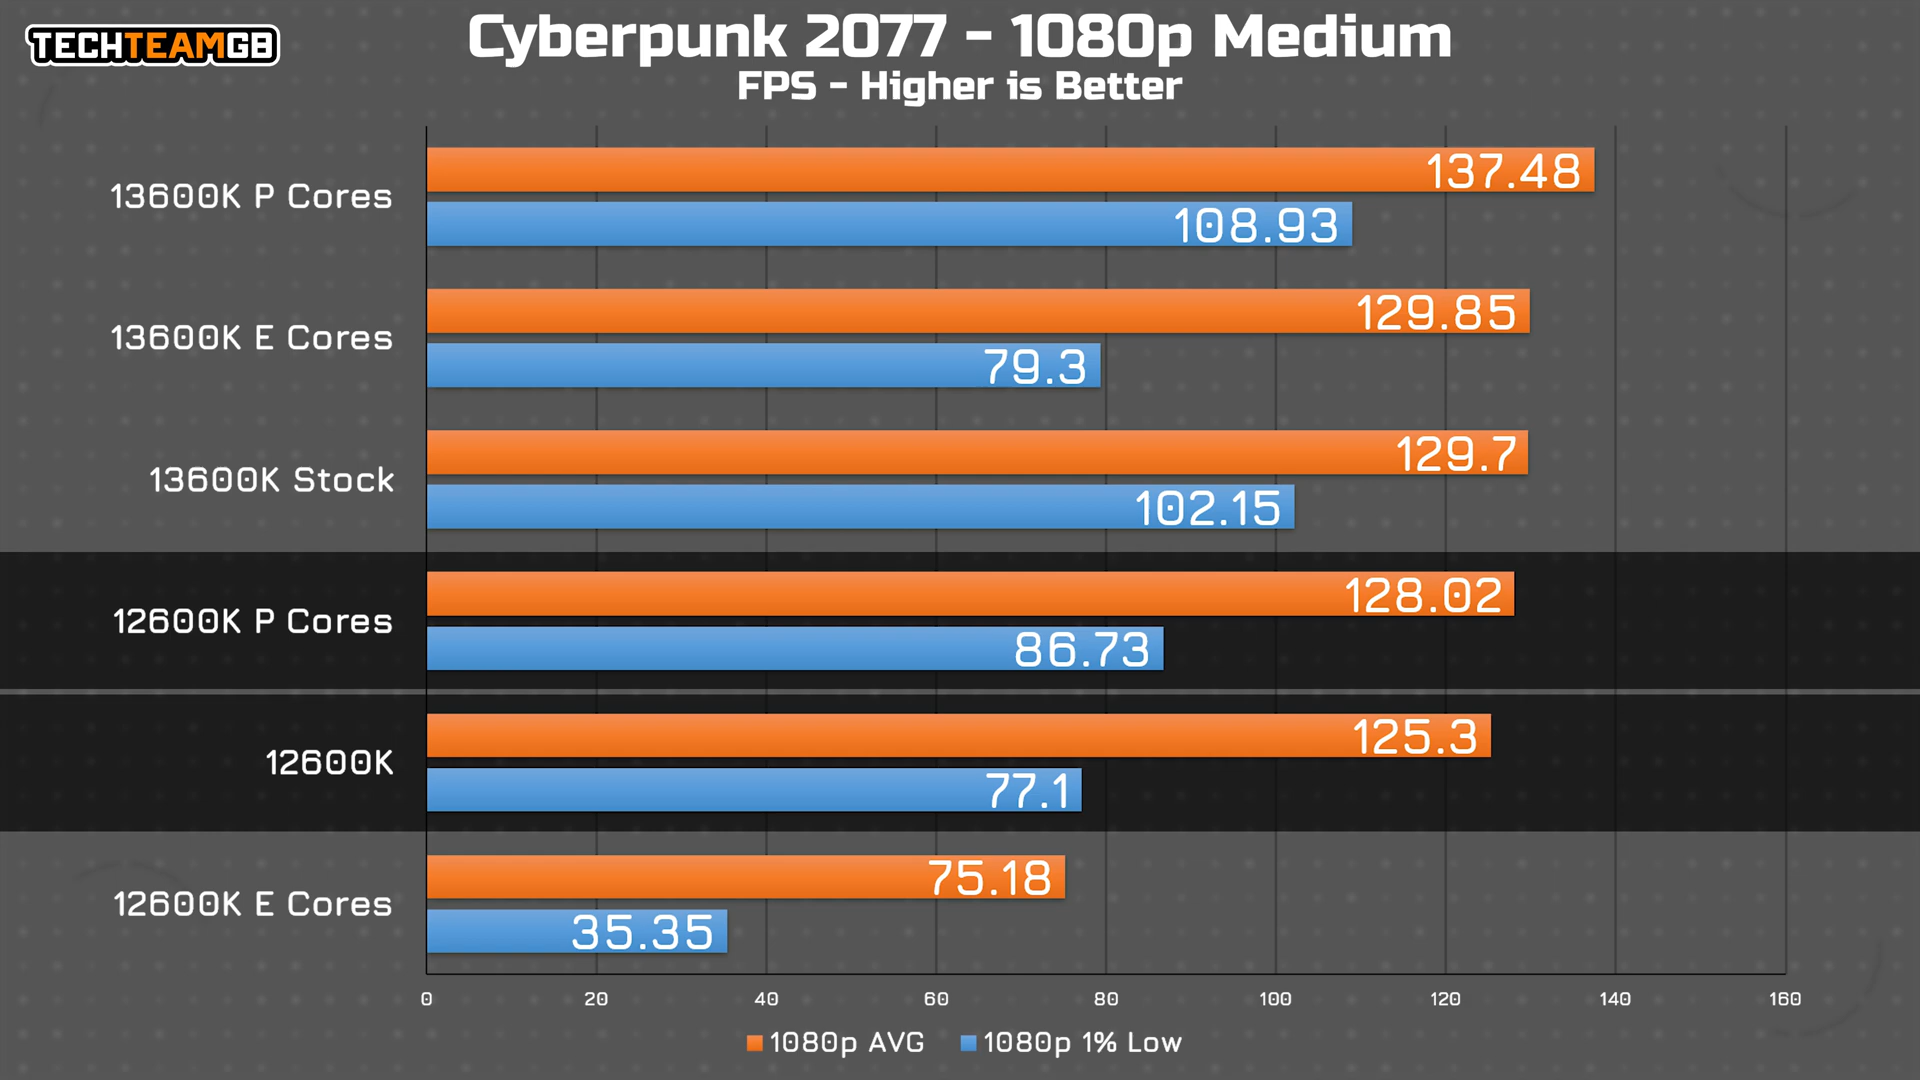 TECHTEAMGB
Cyberpunk 2077 - 1080p Medium
FPS - Higher is Better
13600K P Cores
137.48
108.93
13600K E Cores
129.85
79.3
13600K Stock
129.7
102.15
12600K P Cores
128.02
86.73
12600K
125.3
77.1
12600K E Cores
75.18
35.35
0 20 40 60 80 100 120 140 160
1080p AVG 1080p 1% Low